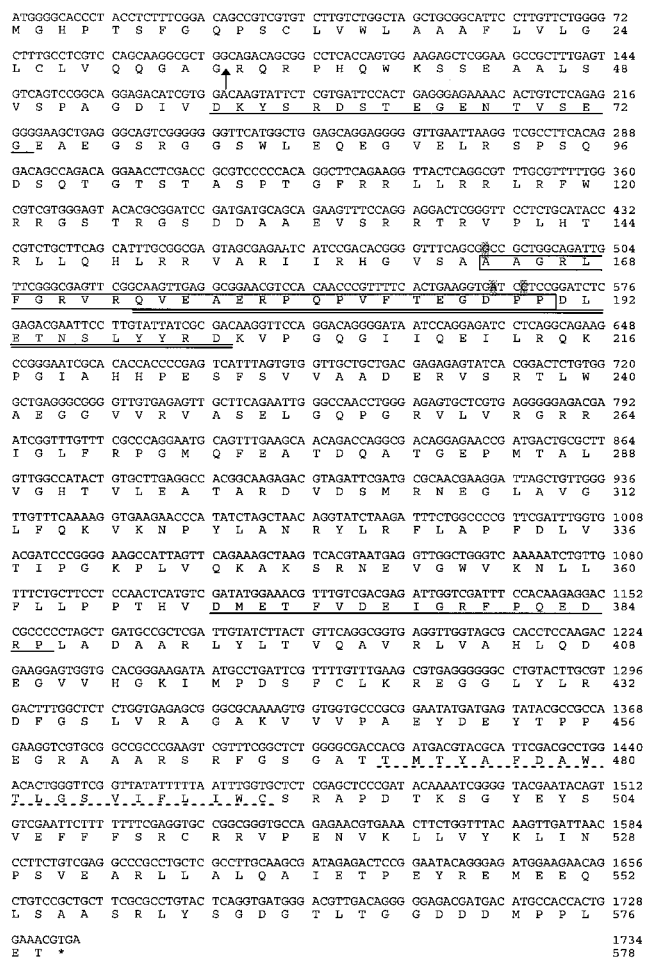 ATGGGGCACCCT ACCTCTTTCGGA CAGCCGTCGTGT CTTGTCTGGCTA GCTGCGGCATTC CTTGTTCTGGGG 72
M G H P T S F G Q P S C L V W L A A A F L V L G 24
CTTTGCCTCGTC CAGCAAGGCGCT GGCAGACAGCGG CCTCACCAGTGG AAGAGCTCGGAA GCCGCTTTGAGT 144
L C L V Q Q G A G R Q R P H Q W K S S E A A L S 48
GTCAGTCCGGCA GGAGACATCGTG GACAAGTATTCT CGTGATTCCACT GAGGGAGAAAAC ACTGTCTCAGAG 216
V S P A G D I V D K Y S R D S T E G E N T V S E 72
GGGGAAGCTGAG GGCAGTCGGGGG GGTTCATGGCTG GAGCAGGAGGGG GTTGAATTAAGG TCGCCTTCACAG 288
G E A E G S R G G S W L E Q E G V E L R S P S Q 96
GACAGCCAGACA GGAACCTCGACC GCGTCCCCCACA GGCTTCAGAAGG TTACTCAGGCGT TTGCGTTTTTGG 360
D S Q T G T S T A S P T G F R R L L R R L R F W 120
CGTCGTGGGAGT ACACGCGGATCC GATGATGCAGCA GAAGTTTCCAGG AGGACTCGGGTT CCTCTGCATACC 432
R R G S T R G S D D A A E V S R R T R V P L H T 144
CGTCTGCTTCAG CATTTGCGGCGA GTAGCGAGAATC ATCCGACACGGG GTTTCAGCGGCC GCTGGCAGATTG 504
R L L Q H L R R V A R I I R H G V S A A A G R L 168
TTCGGGCGAGTT CGGCAAGTTGAG GCGGAACGTCCA CAACCCGTTTTC ACTGAAGGTGAT CCTCCGGATCTC 576
F G R V R Q V E A E R P Q P V F T E G D P P D L 192
GAGACGAATTCC TTGTATTATCGC GACAAGGTTCCA GGACAGGGGATA ATCCAGGAGATC CTCAGGCAGAAG 648
E T N S L Y Y R D K V P G Q G I I Q E I L R Q K 216
CCGGGAATCGCA CACCACCCCGAG TCATTTAGTGTG GTTGCTGCTGAC GAGAGAGTATCA CGGACTCTGTGG 720
P G I A H H P E S F S V V A A D E R V S R T L W 240
GCTGAGGGCGGG GTTGTGAGAGTT GCTTCAGAATTG GGCCAACCTGGG AGAGTGCTCGTG AGGGGGAGACGA 792
A E G G V V R V A S E L G Q P G R V L V R G R R 264
ATCGGTTTGTTT CGCCCAGGAATG CAGTTTGAAGCA ACAGACCAGGCG ACAGGAGAACCG ATGACTGCGCTT 864
I G L F R P G M Q F E A T D Q A T G E P M T A L 288
GTTGGCCATACT GTGCTTGAGGCC ACGGCAAGAGAC GTAGATTCGATG CGCAACGAAGGA TTAGCTGTTGGG 936
V G H T V L E A T A R D V D S M R N E G L A V G 312
TTGTTTCAAAAG GTGAAGAACCCA TATCTAGCTAAC AGGTATCTAAGA TTTCTGGCCCCG TTCGATTTGGTG 1008
L F Q K V K N P Y L A N R Y L R F L A P F D L V 336
ACGATCCCGGGG AAGCCATTAGTT CAGAAAGCTAAG TCACGTAATGAG GTTGGCTGGGTC AAAAATCTGTTG 1080
T I P G K P L V Q K A K S R N E V G W V K N L L 360
TTTCTGCTTCCT CCAACTCATGTC GATATGGAAACG TTTGTCGACGAG ATTGGTCGATTT CCACAAGAGGAC 1152
F L L P P T H V D M E T F V D E I G R F P Q E D 384
CGCCCCCTAGCT GATGCCGCTCGA TTGTATCTTACT GTTCAGGCGGTG AGGTTGGTAGCG CACCTCCAAGAC 1224
R P L A D A A R L Y L T V Q A V R L V A H L Q D 408
GAAGGAGTGGTG CACGGGAAGATA ATGCCTGATTCG TTTTGTTTGAAG CGTGAGGGGGGC CTGTACTTGCGT 1296
E G V V H G K I M P D S F C L K R E G G L Y L R 432
GACTTTGGCTCT CTGGTGAGAGCG GGCGCAAAAGTG GTGGTGCCCGCG GAATATGATGAG TATACGCCGCCA 1368
D F G S L V R A G A K V V V P A E Y D E Y T P P 456
GAAGGTCGTGCG GCCGCCCGAAGT CGTTTCGGCTCT GGGGCGACCACG ATGACGTACGCA TTCGACGCCTGG 1440
E G R A A A R S R F G S G A T T M T Y A F D A W 480
ACACTGGGTTCG GTTATATTTTTA ATTTGGTGCTCT CGAGCTCCCGAT ACAAAATCGGGG TACGAATACAGT 1512
T L G S V I F L I W C S R A P D T K S G Y E Y S 504
GTCGAATTCTTT TTTTCGAGGTGC CGGCGGGTGCCA GAGAACGTGAAA CTTCTGGTTTAC AAGTTGATTAAC 1584
V E F F F S R C R R V P E N V K L L V Y K L I N 528
CCTTCTGTCGAG GCCCGCCTGCTC GCCTTGCAAGCG ATAGAGACTCCG GAATACAGGGAG ATGGAAGAACAG 1656
P S V E A R L L A L Q A I E T P E Y R E M E E Q 552
CTGTCCGCTGCT TCGCGCCTGTAC TCAGGTGATGGG ACGTTGACAGGG GGAGACGATGAC ATGCCACCACTG 1728
L S A A S R L Y S G D G T L T G G D D D M P P L 576
GAAACGTGA 1734
E T * 578